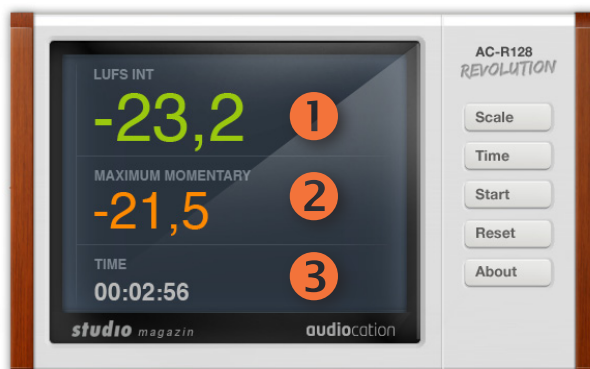 LUFS INT
-23,2
1
MAXIMUM MOMENTARY
-21,5
2
TIME
00:02:56
3
studio magazin
audiocation
AC-R128
REVOLUTION
Scale
Time
Start
Reset
About